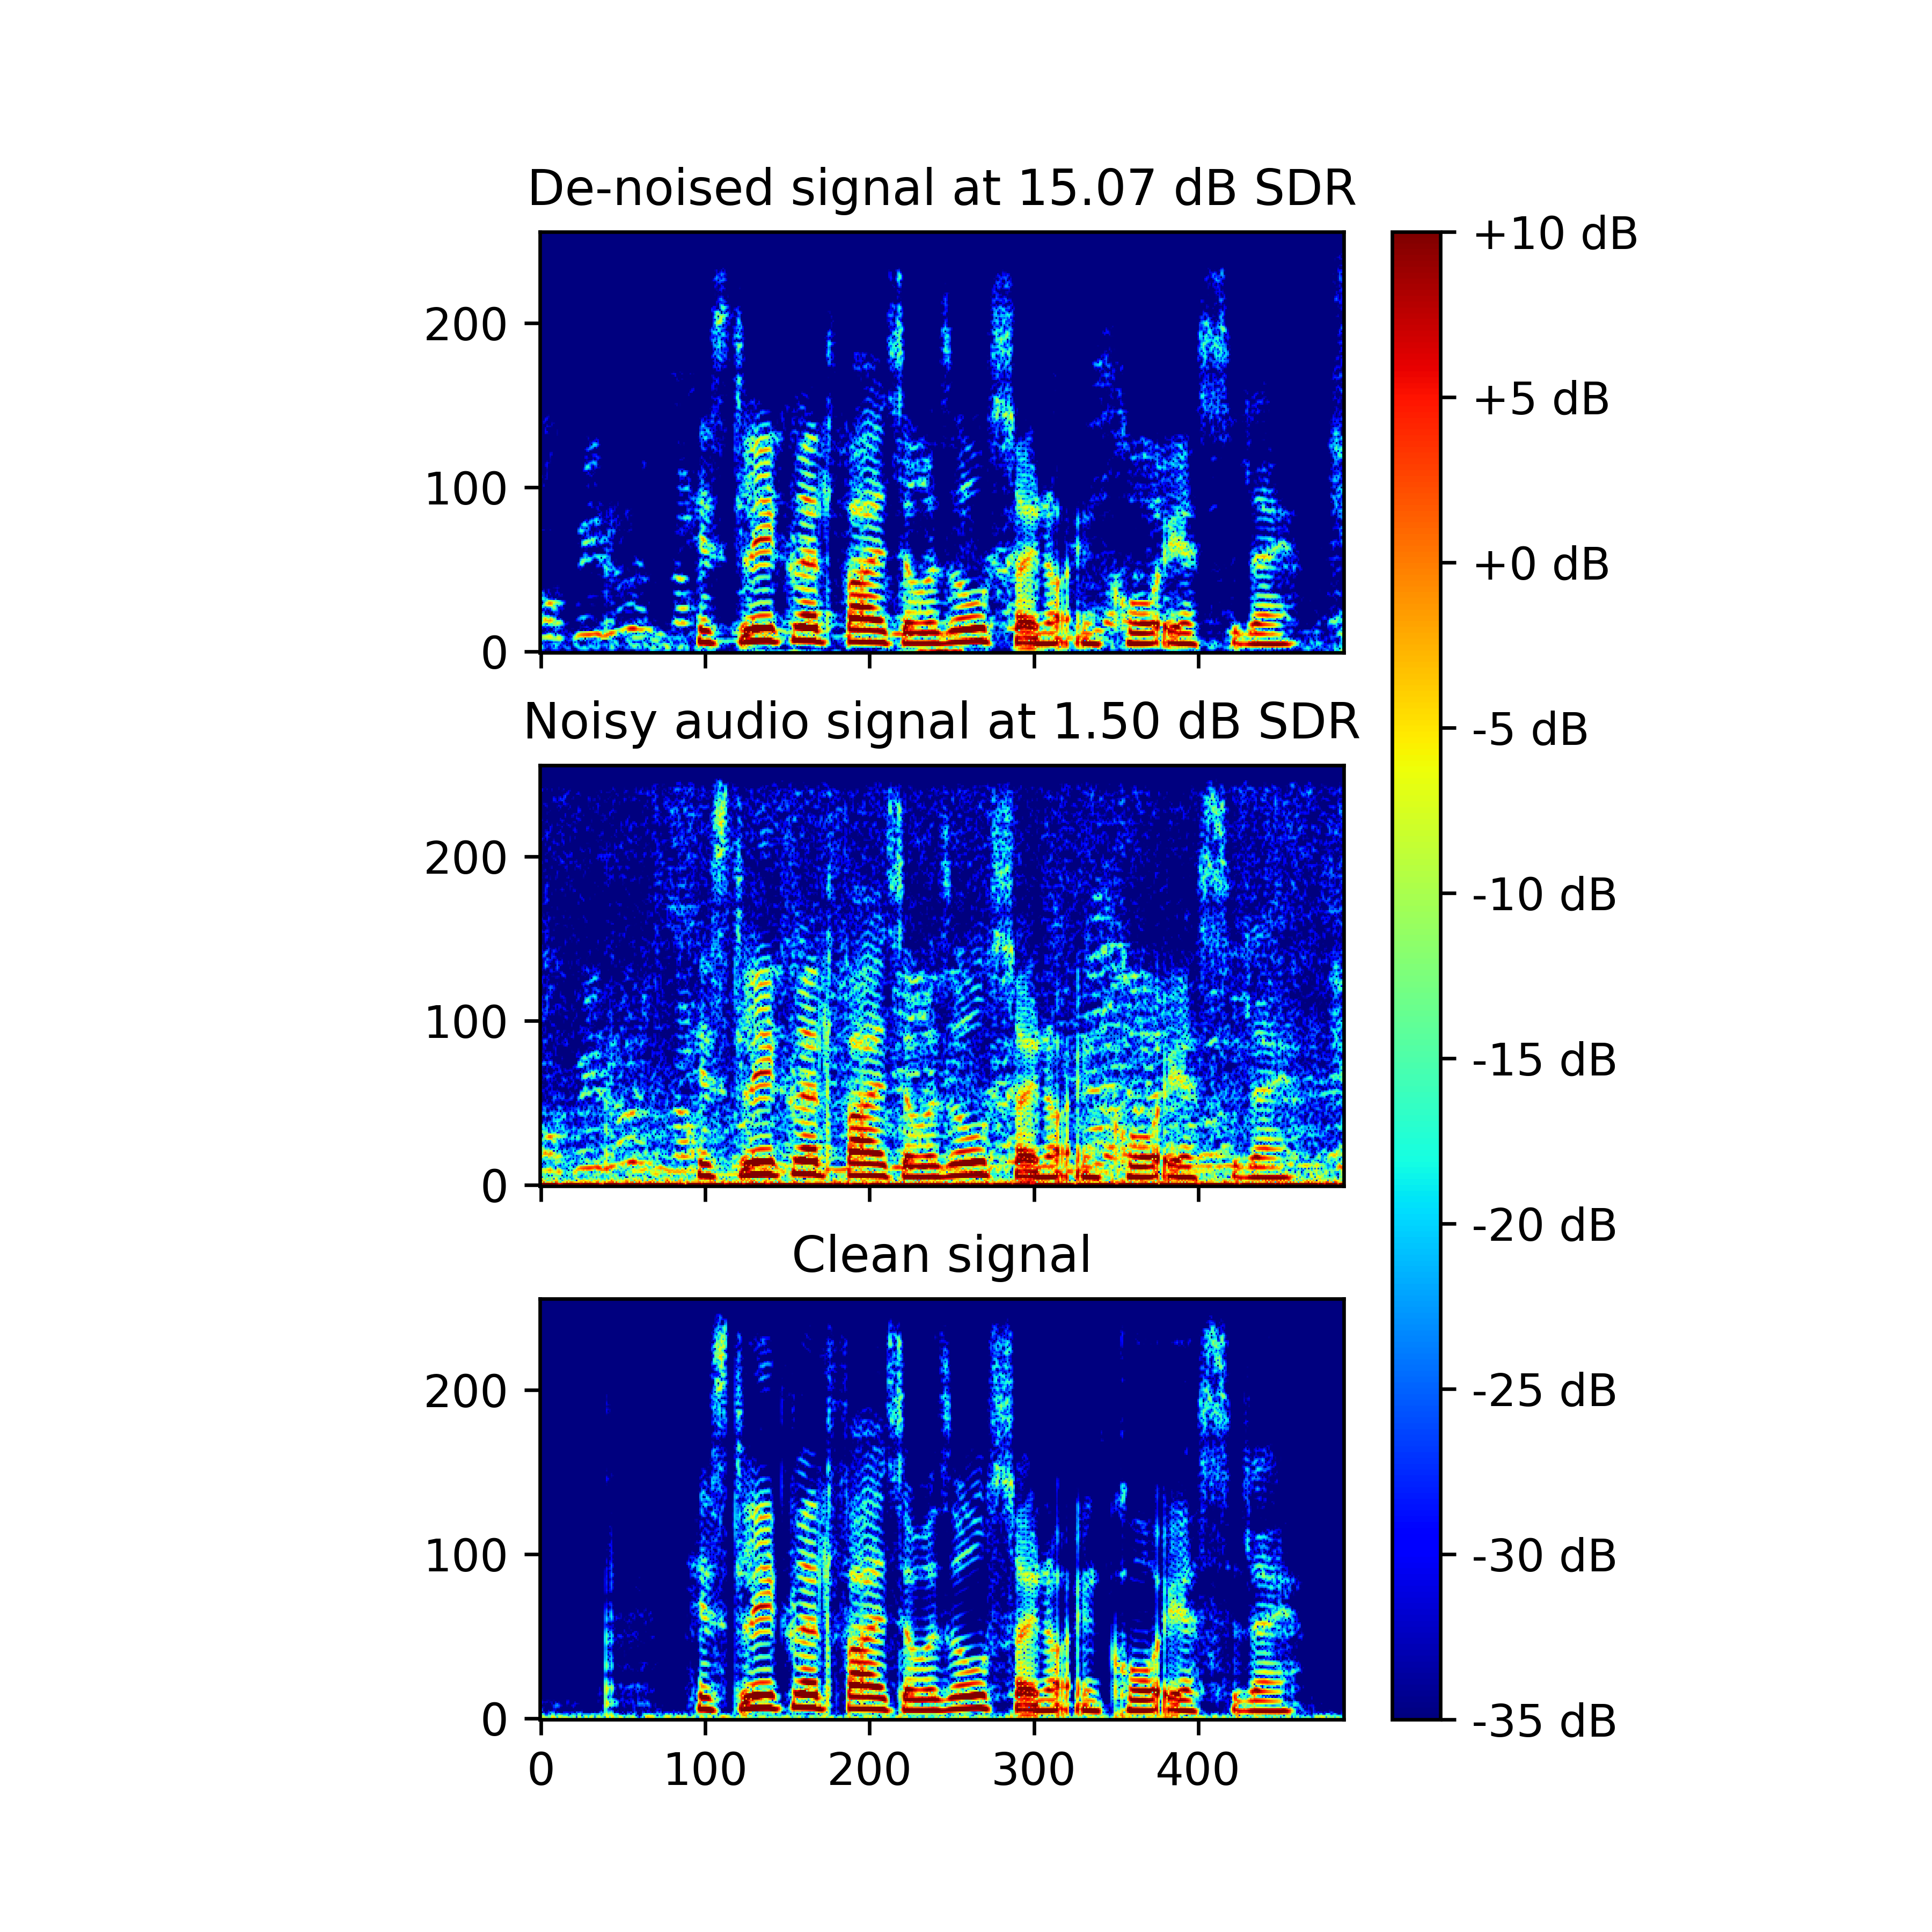 De-noised signal at 15.07 dB SDR
200
100
0
Noisy audio signal at 1.50 dB SDR
200
100
0
Clean signal
200
100
0
0 100 200 300 400
+10 dB
+5 dB
+0 dB
-5 dB
-10 dB
-15 dB
-20 dB
-25 dB
-30 dB
-35 dB